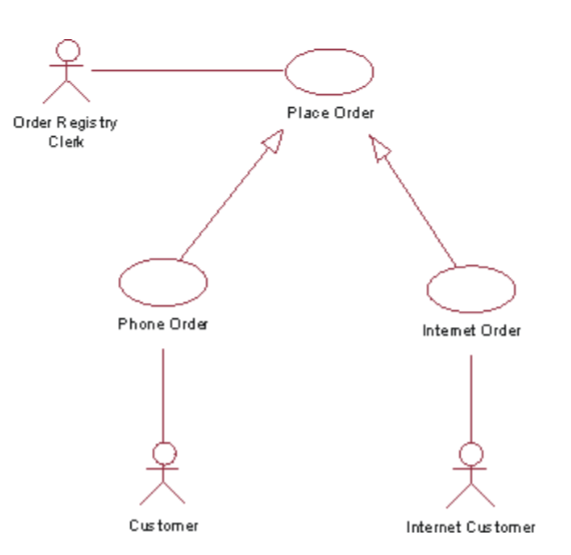 Place Order
Order Registry
Clerk
Phone Order
Internet Order
Customer
Internet Customer